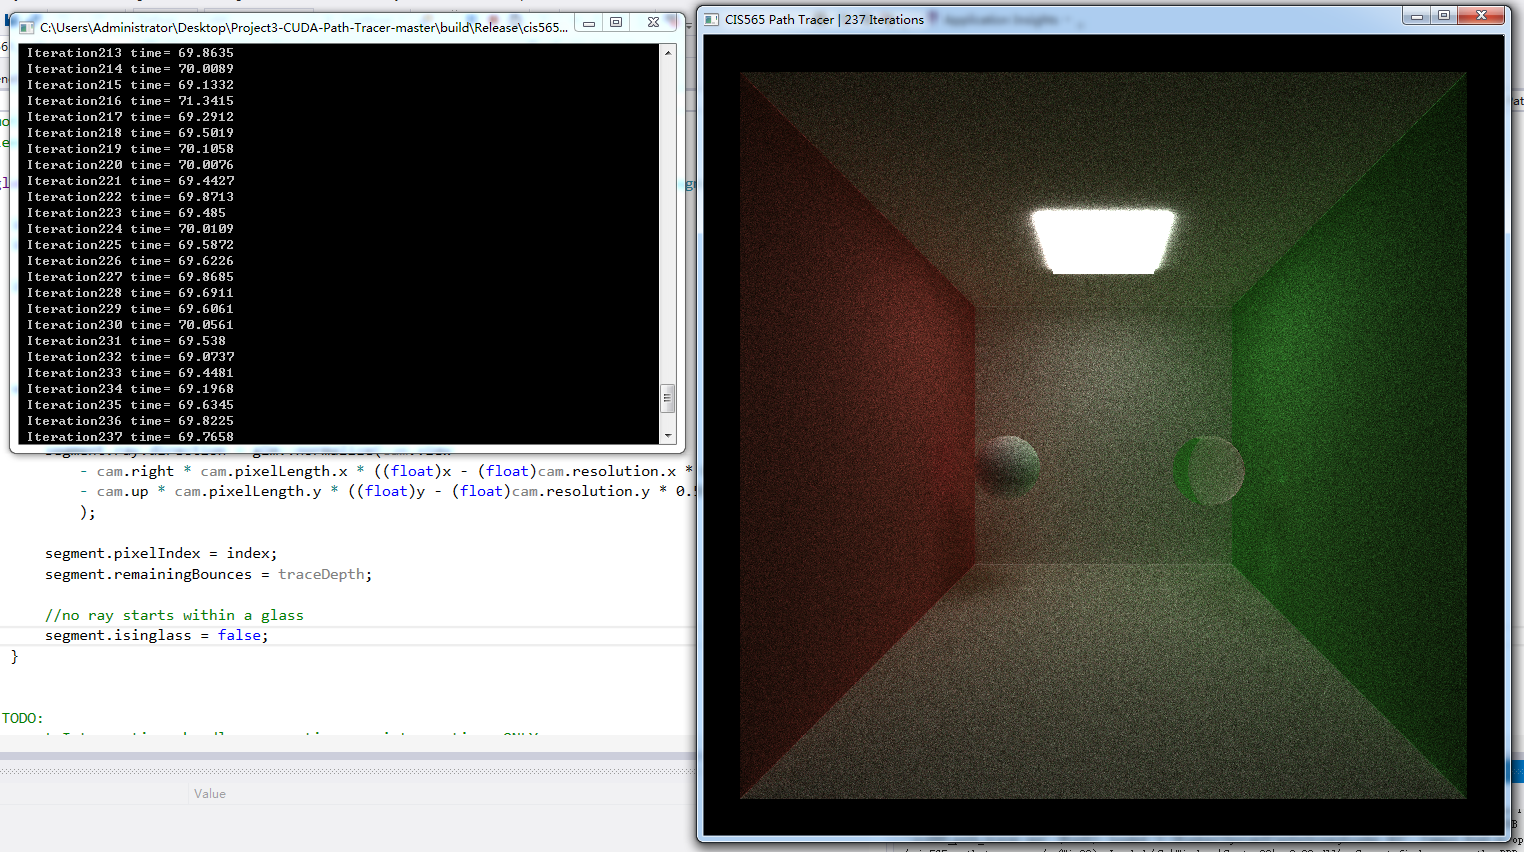 C:\Users\Administrator\Desktop\Project3-CUDA-Path-Tracer-master\build\Release\cis565...
Iteration213 time= 69.8635
Iteration214 time= 70.0089
Iteration215 time= 69.1332
Iteration216 time= 71.3415
Iteration217 time= 69.2912
Iteration218 time= 69.5019
Iteration219 time= 70.1058
Iteration220 time= 70.0076
Iteration221 time= 69.4427
Iteration222 time= 69.8713
Iteration223 time= 69.485
Iteration224 time= 70.0109
Iteration225 time= 69.5872
Iteration226 time= 69.6226
Iteration227 time= 69.8685
Iteration228 time= 69.6911
Iteration229 time= 69.6061
Iteration230 time= 70.0561
Iteration231 time= 69.538
Iteration232 time= 69.0737
Iteration233 time= 69.4481
Iteration234 time= 69.1968
Iteration235 time= 69.6345
Iteration236 time= 69.8225
Iteration237 time= 69.7658
CIS565 Path Tracer | 237 Iterations
Application Insights
- cam.right * cam.pixelLength.x * ((float)x - (float)cam.resolution.x *
- cam.up * cam.pixelLength.y * ((float)y - (float)cam.resolution.y * 0.
);
segment.pixelIndex = index;
segment.remainingBounces = traceDepth;
//no ray starts within a glass
segment.isinglass = false;
}
TODO:
Value